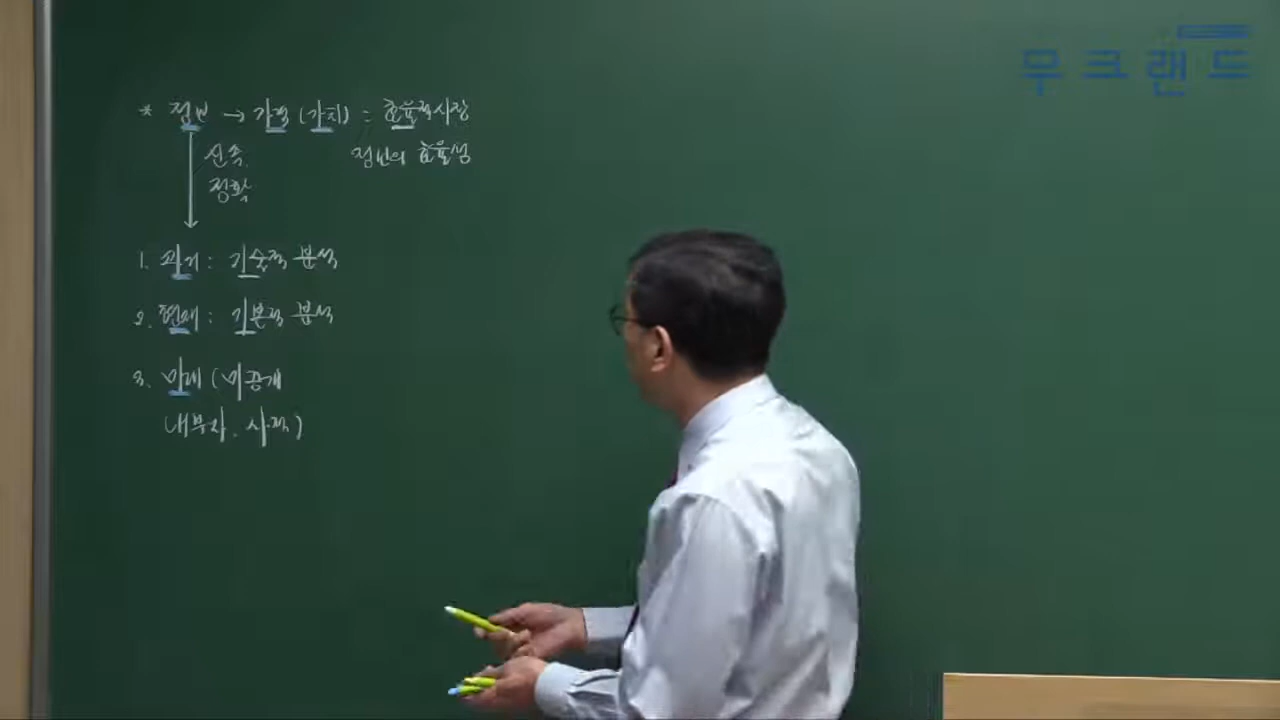 무크랜드
* 정보 → 가격 (가치) : 효율적시장
신속 정보의 효율성
정확
1. 과거 : 기술적 분석
2. 현재 : 기본적 분석
3. 미래 (미공개
내부자, 사적)